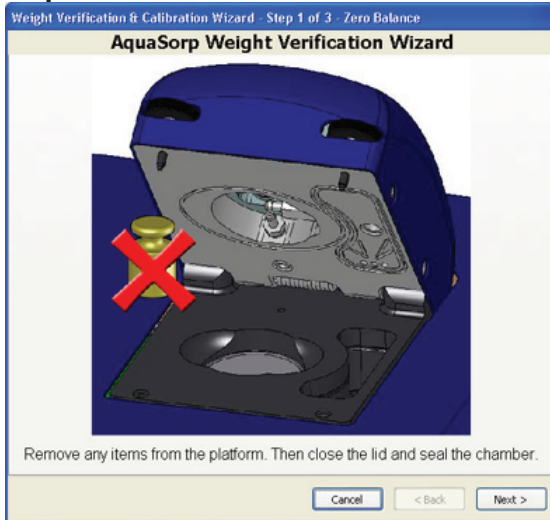 Weight Verification & Calibration Wizard - Step 1 of 3 - Zero Balance
AquaSorp Weight Verification Wizard
Remove any items from the platform. Then close the lid and seal the chamber.
Cancel < Back Next >